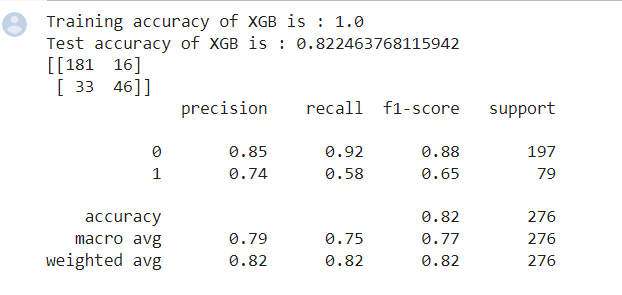 Training accuracy of XGB is : 1.0
Test accuracy of XGB is : 0.822463768115942
[[181  16]
 [ 33  46]]
              precision    recall  f1-score   support

           0       0.85      0.92      0.88       197
           1       0.74      0.58      0.65        79

    accuracy                           0.82       276
   macro avg       0.79      0.75      0.77       276
weighted avg       0.82      0.82      0.82       276